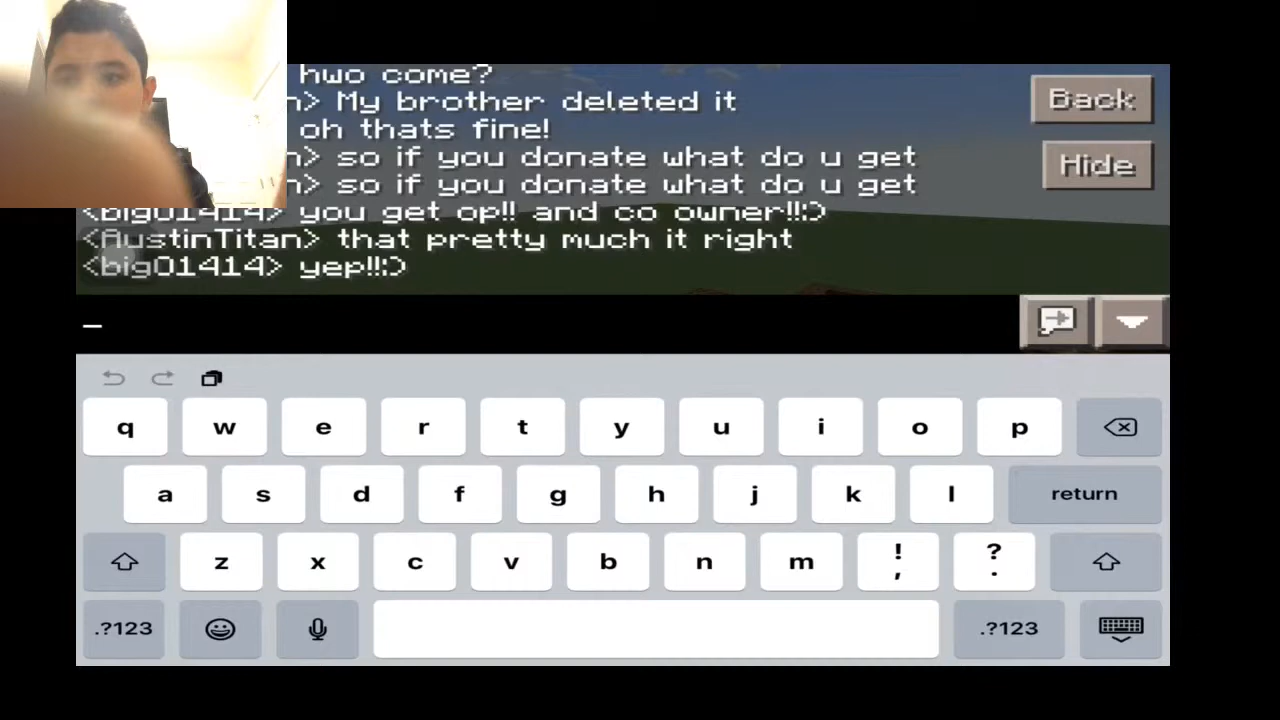 hwo come?
n> My brother deleted it
oh thats fine!
n> so if you donate what do u get
n> so if you donate what do u get
<big01414> you get op!! and co owner!!:)
<AustinTitan> that pretty much it right
<big01414> yep!!:)
Back
Hide
_
q w e r t y u i o p
a s d f g h j k l return
z x c v b n m ! , ? .
.?123 .?123